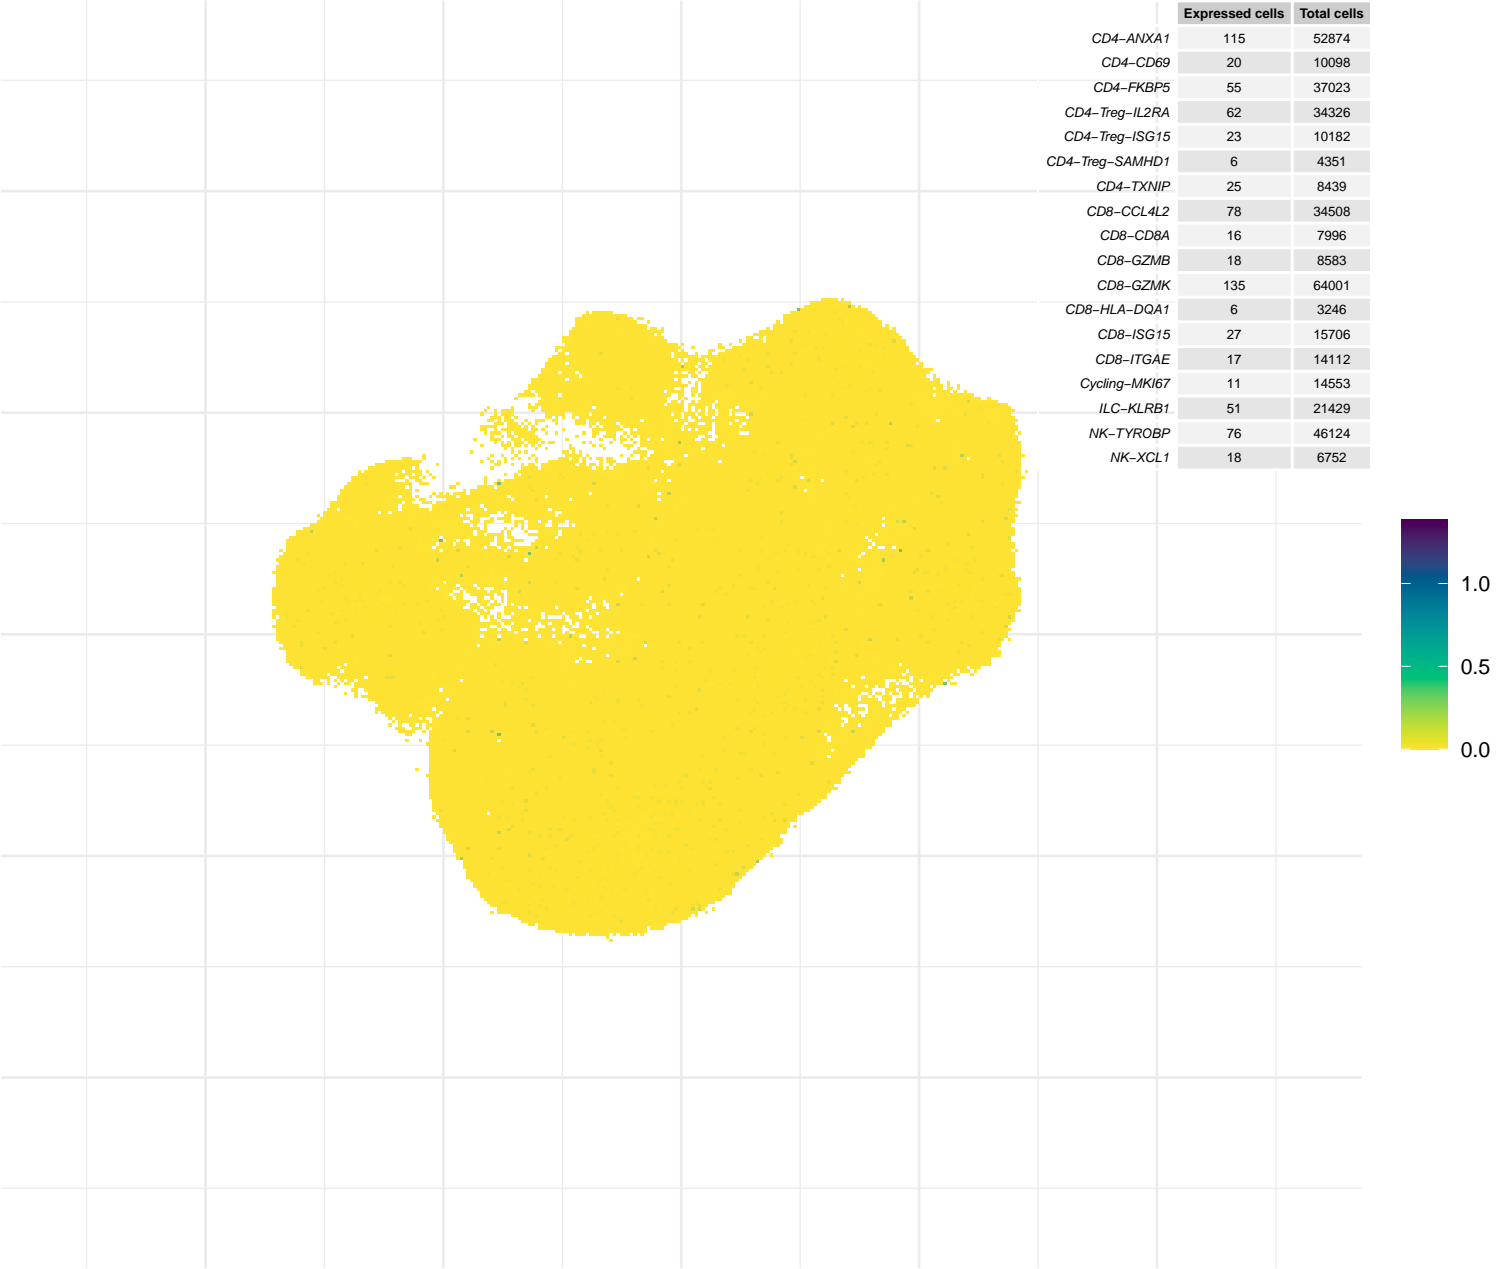 Expressed cells Total cells
CD4−ANXA1 115 52874
CD4−CD69 20 10098
CD4−FKBP5 55 37023
CD4−Treg−IL2RA 62 34326
CD4−Treg−ISG15 23 10182
CD4−Treg−SAMHD1 6 4351
CD4−TXNIP 25 8439
CD8−CCL4L2 78 34508
CD8−CD8A 16 7996
CD8−GZMB 18 8583
CD8−GZMK 135 64001
CD8−HLA−DQA1 6 3246
CD8−ISG15 27 15706
CD8−ITGAE 17 14112
Cycling−MKI67 11 14553
ILC−KLRB1 51 21429
NK−TYROBP 76 46124
NK−XCL1 18 6752
1.0
0.5
0.0